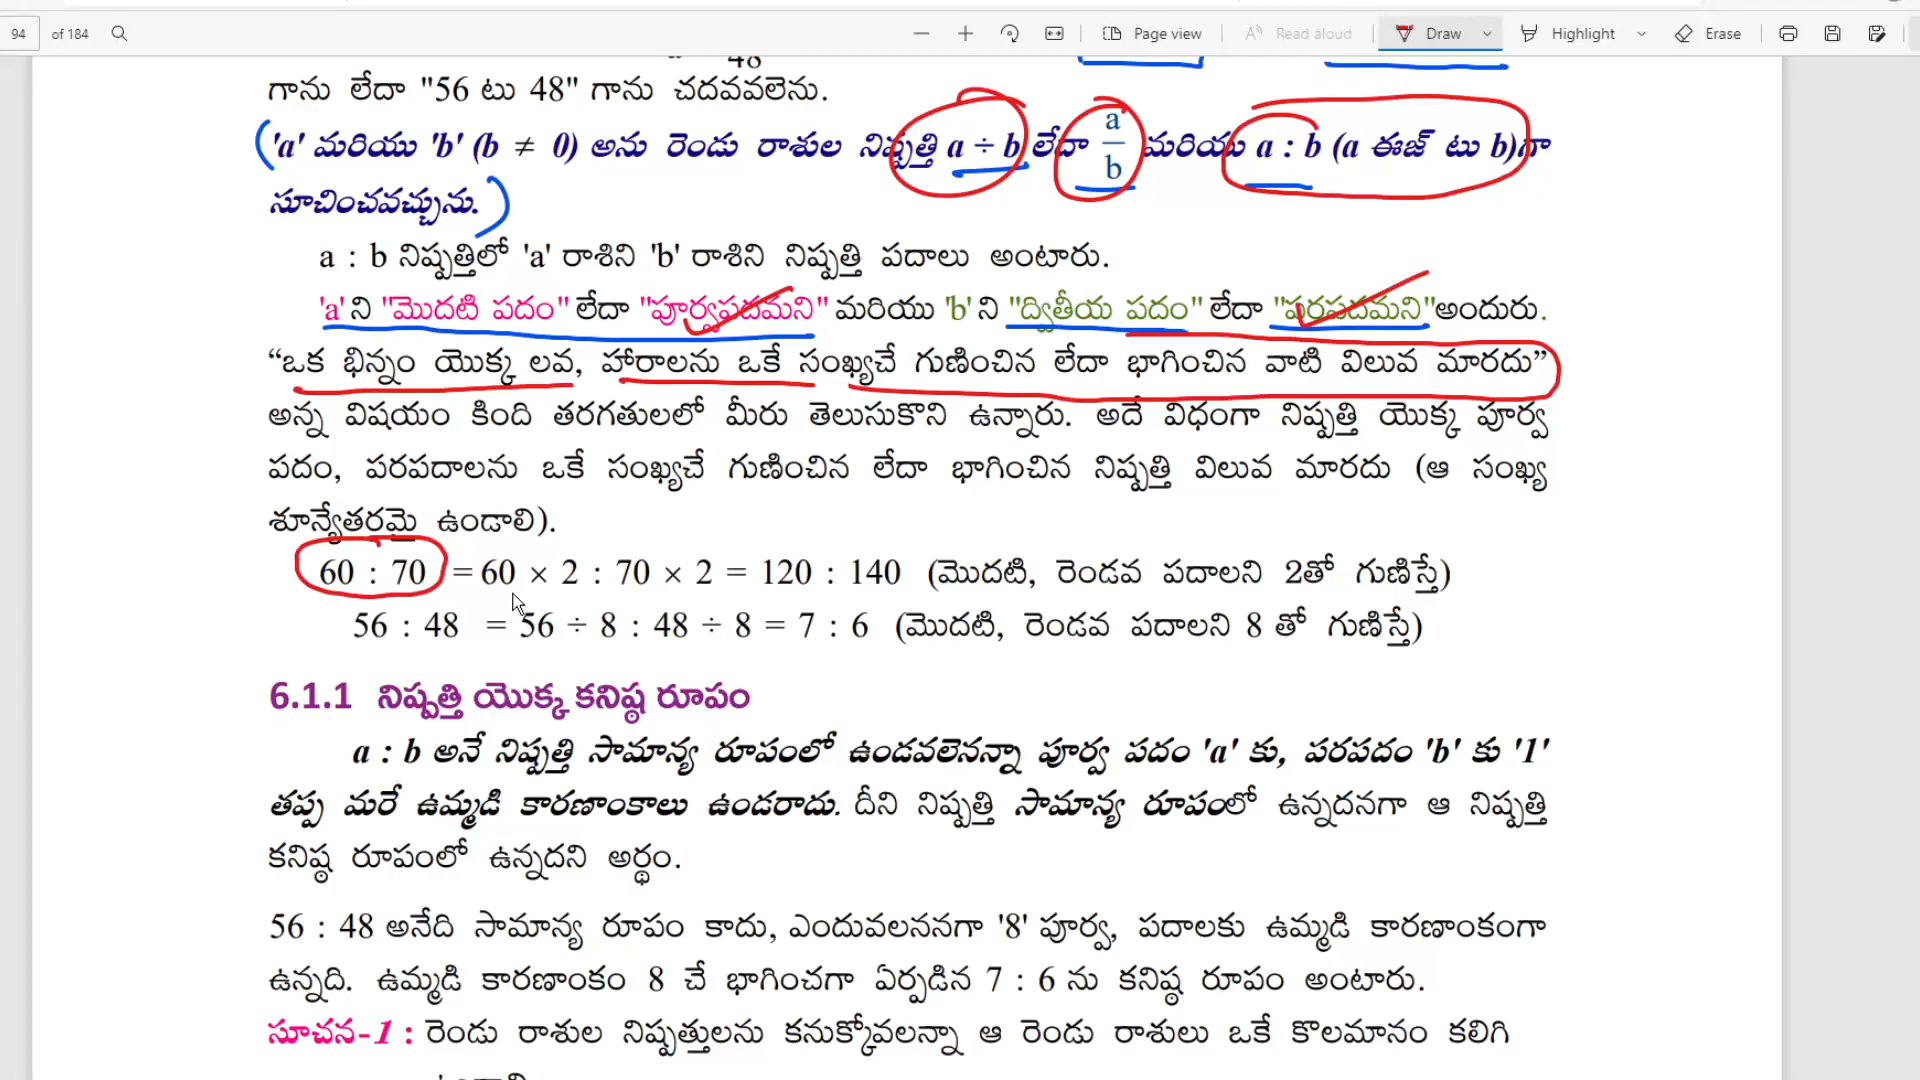 94 of 184 Page view Read aloud Draw Highlight Erase
48
గాను లేదా "56 టు 48" గాను చదవవలెను.
'a' మరియు 'b' (b ≠ 0) అను రెండు రాశుల నిష్పత్తి a ÷ b లేదా a/b మరియు a : b (a ఈజ్ టు b)గా
సూచించవచ్చును.
a : b నిష్పత్తిలో 'a' రాశిని 'b' రాశిని నిష్పత్తి పదాలు అంటారు.
'a' ని "మొదటి పదం" లేదా "పూర్వపదమని" మరియు 'b' ని "ద్వితీయ పదం" లేదా "పరపదమని" అందురు.
“ఒక భిన్నం యొక్క లవ, హారాలను ఒకే సంఖ్యచే గుణించిన లేదా భాగించిన వాటి విలువ మారదు”
అన్న విషయం కింది తరగతులలో మీరు తెలుసుకొని ఉన్నారు. అదే విధంగా నిష్పత్తి యొక్క పూర్వ
పదం, పరపదాలను ఒకే సంఖ్యచే గుణించిన లేదా భాగించిన నిష్పత్తి విలువ మారదు (ఆ సంఖ్య
శూన్యేతరమై ఉండాలి).
60 : 70 = 60 × 2 : 70 × 2 = 120 : 140 (మొదటి, రెండవ పదాలని 2తో గుణిస్తే)
56 : 48 = 56 ÷ 8 : 48 ÷ 8 = 7 : 6 (మొదటి, రెండవ పదాలని 8 తో గుణిస్తే)
6.1.1 నిష్పత్తి యొక్క కనిష్ఠ రూపం
a : b అనే నిష్పత్తి సామాన్య రూపంలో ఉండవలెనన్నా పూర్వ పదం 'a' కు, పరపదం 'b' కు '1'
తప్ప మరే ఉమ్మడి కారణాంకాలు ఉండరాదు. దీని నిష్పత్తి సామాన్య రూపంలో ఉన్నదనగా ఆ నిష్పత్తి
కనిష్ఠ రూపంలో ఉన్నదని అర్థం.
56 : 48 అనేది సామాన్య రూపం కాదు, ఎందువలననగా '8' పూర్వ, పదాలకు ఉమ్మడి కారణాంకంగా
ఉన్నది. ఉమ్మడి కారణాంకం 8 చే భాగించగా ఏర్పడిన 7 : 6 ను కనిష్ఠ రూపం అంటారు.
సూచన-1 : రెండు రాశుల నిష్పత్తులను కనుక్కోవలన్నా ఆ రెండు రాశులు ఒకే కొలమానం కలిగి